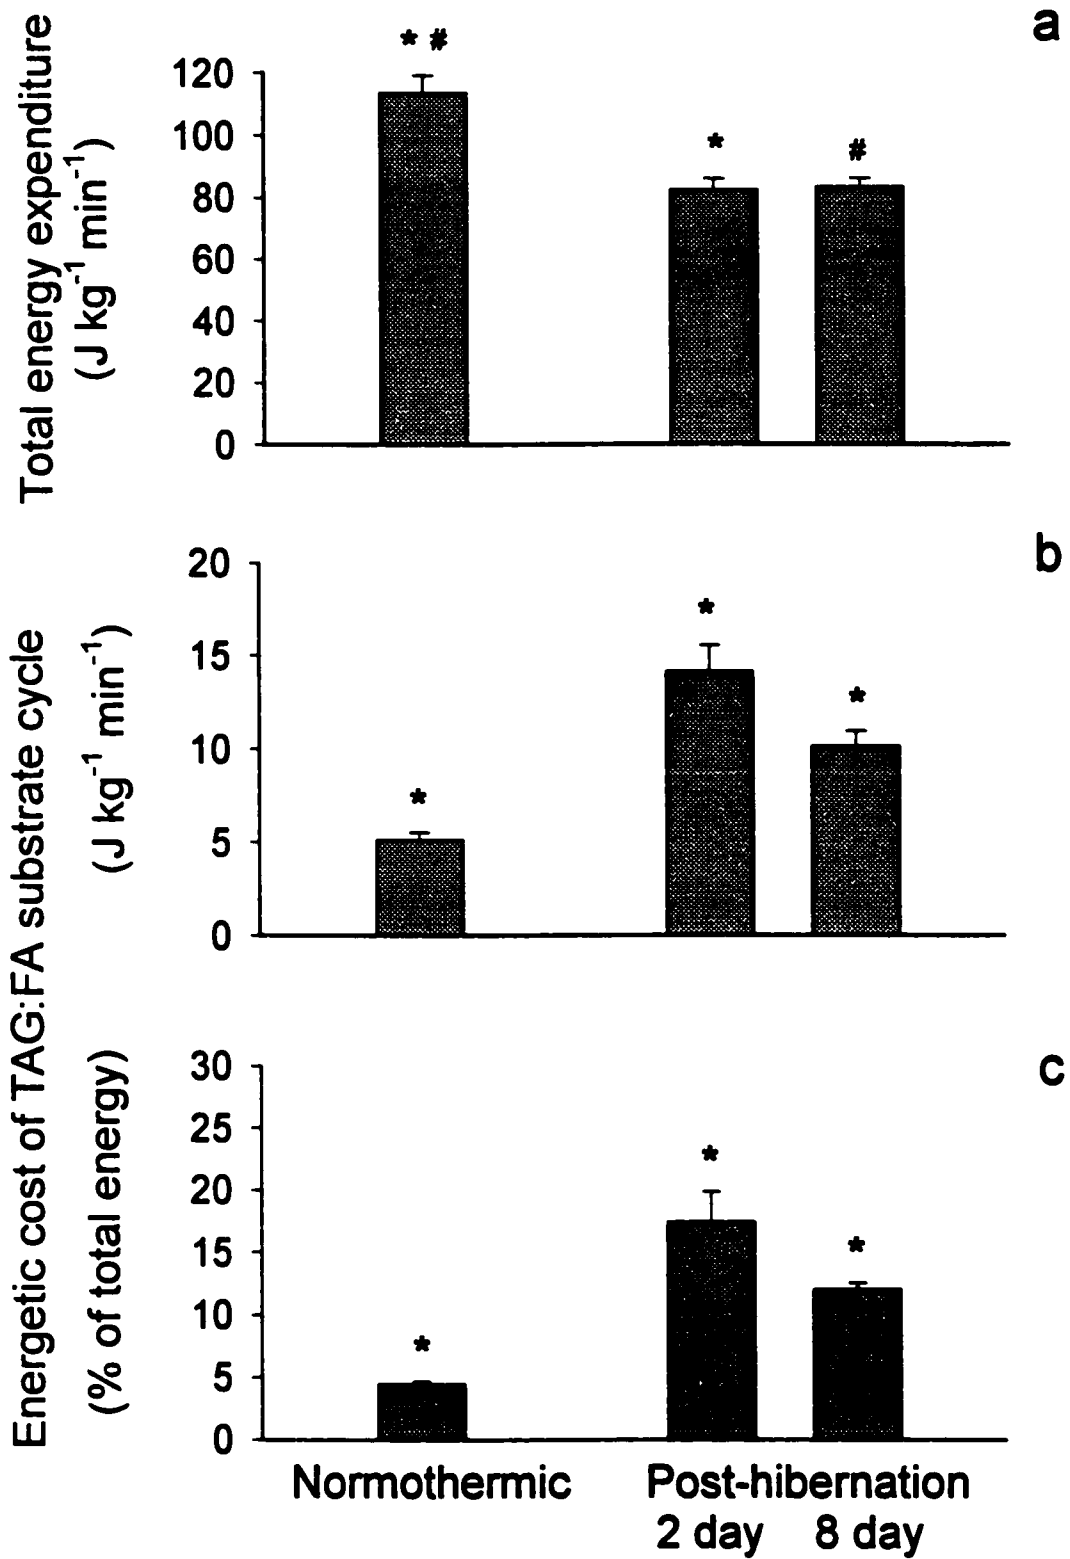 a
Total energy expenditure
(J kg⁻¹ min⁻¹)
* #
*
#
120
100
80
60
40
20
0
b
Energetic cost of TAG:FA substrate cycle
(J kg⁻¹ min⁻¹)
20
15
10
5
0
*
*
*
c
(% of total energy)
30
25
20
15
10
5
0
*
*
*
Normothermic Post-hibernation
2 day 8 day